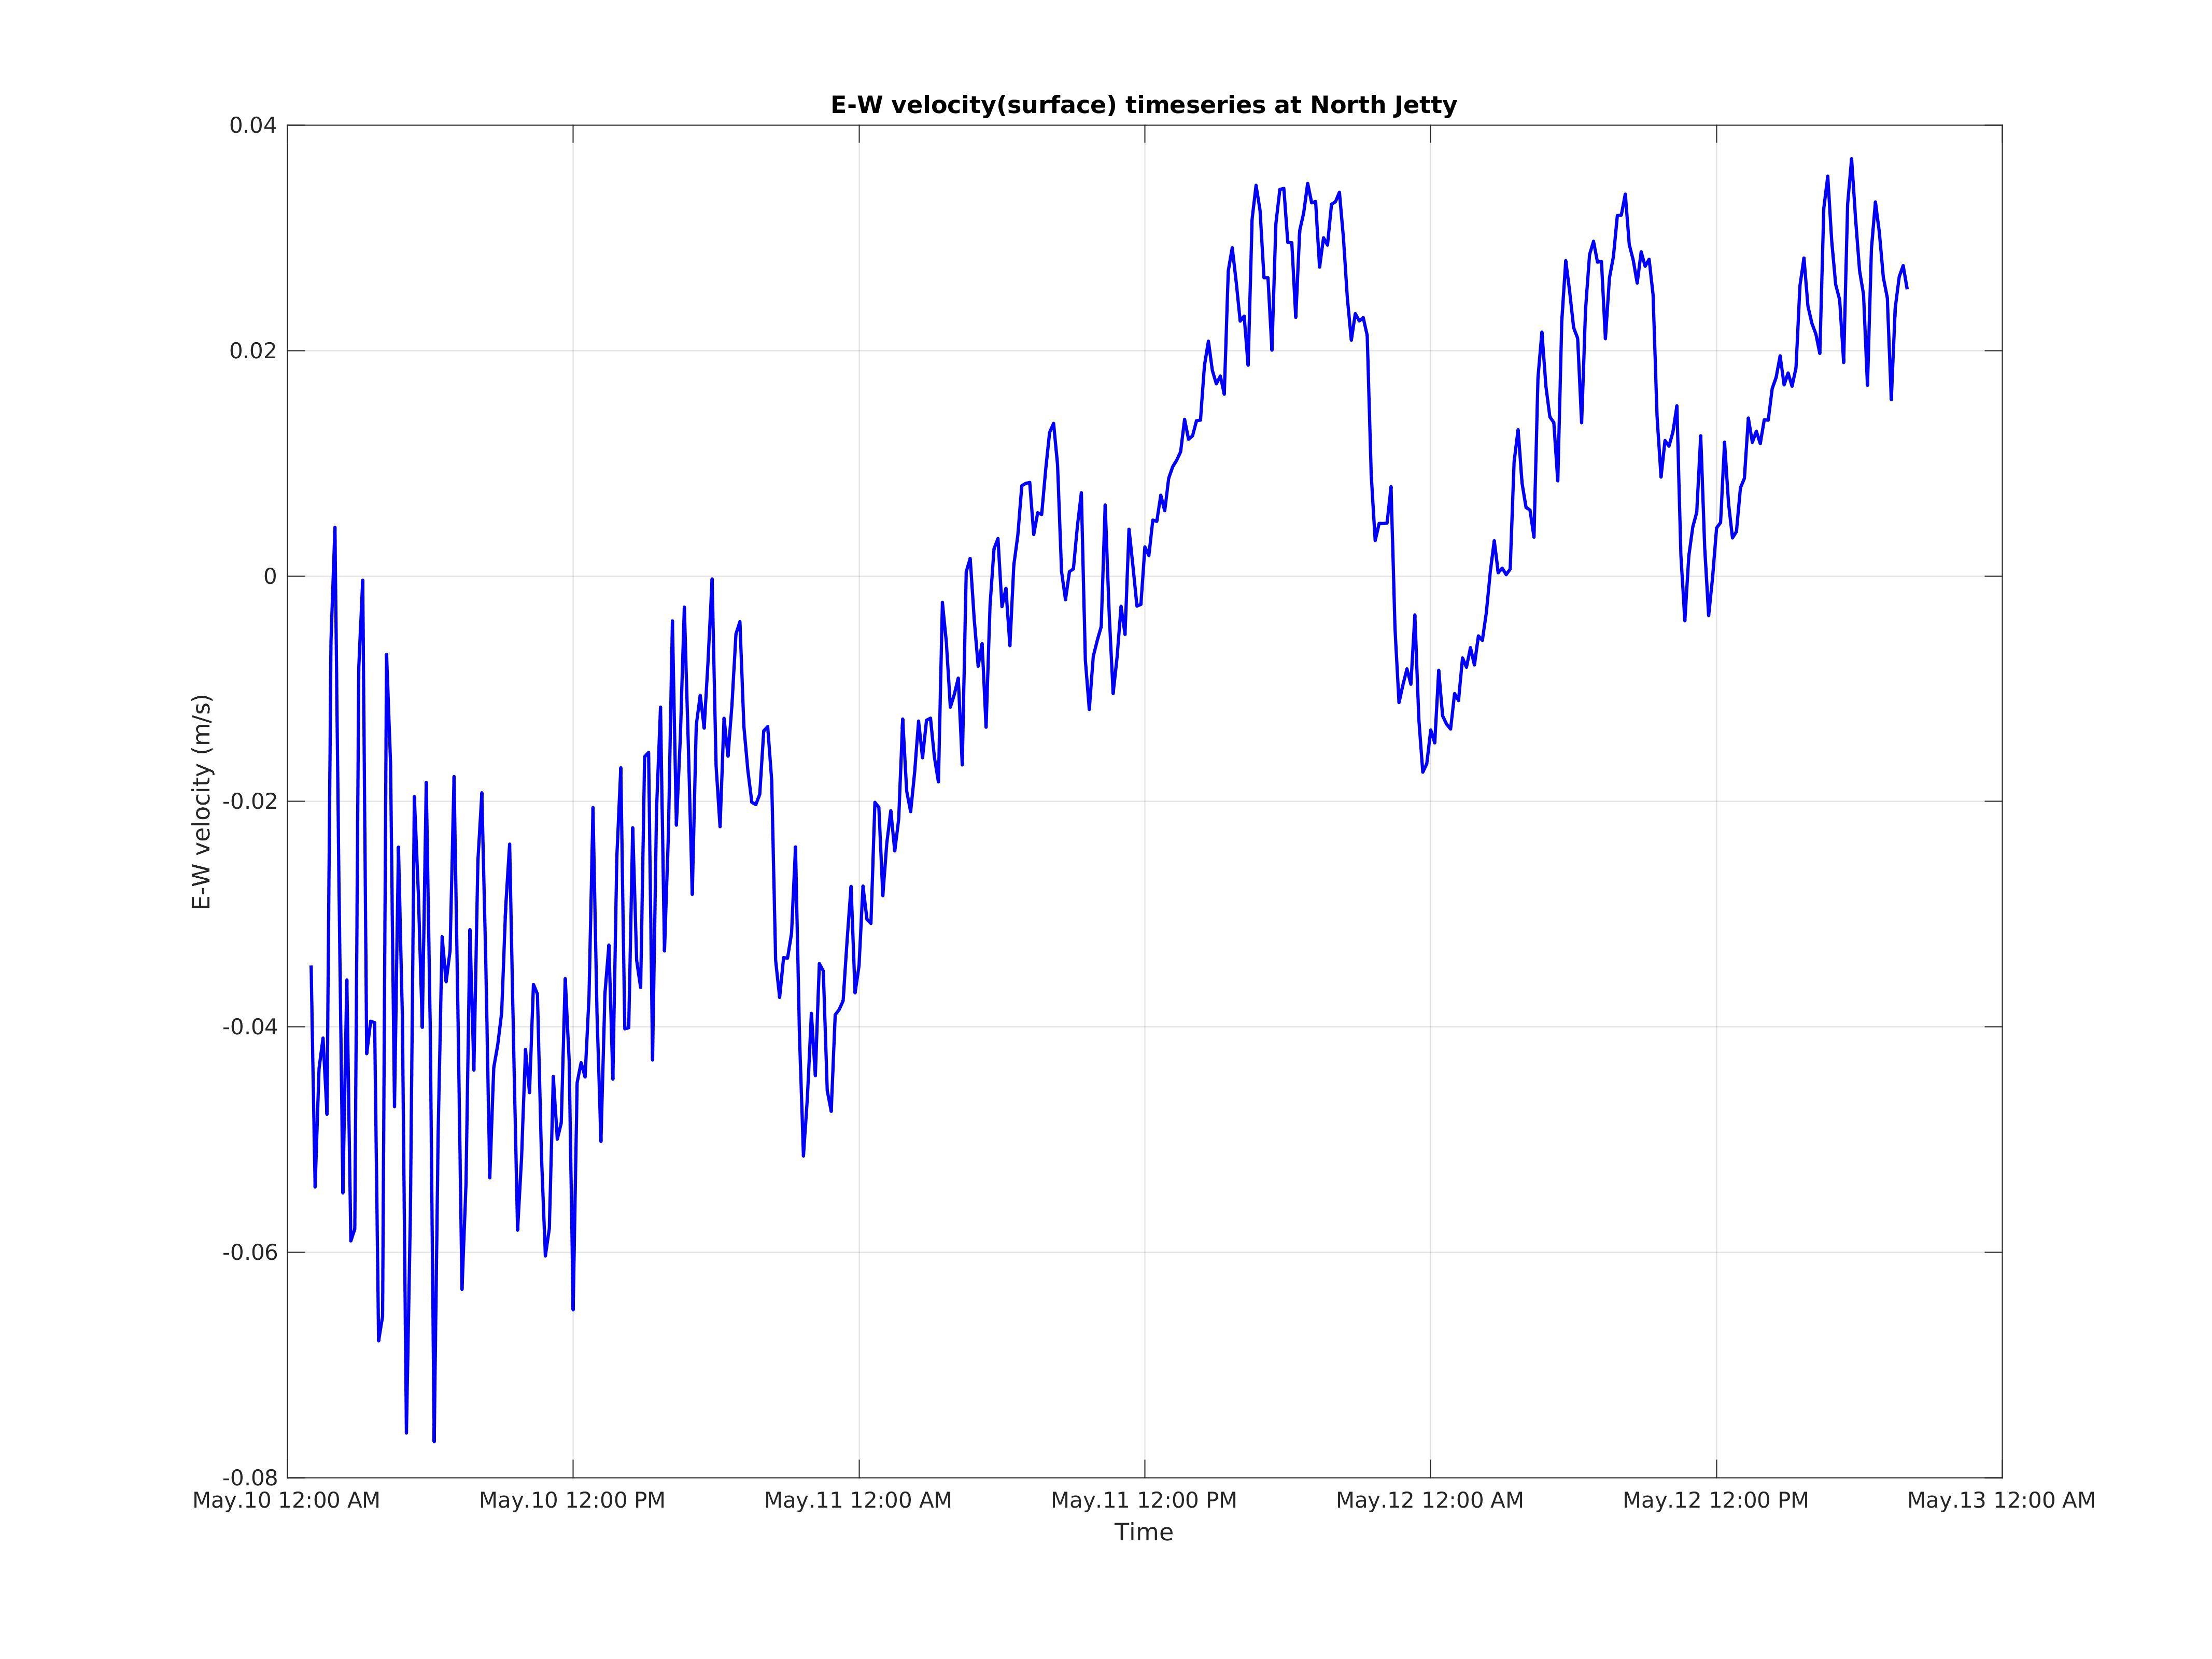 E-W velocity(surface) timeseries at North Jetty
0.04
0.02
0
-0.02
-0.04
-0.06
-0.08
E-W velocity (m/s)
May.10 12:00 AM May.10 12:00 PM May.11 12:00 AM May.11 12:00 PM May.12 12:00 AM May.12 12:00 PM May.13 12:00 AM
Time